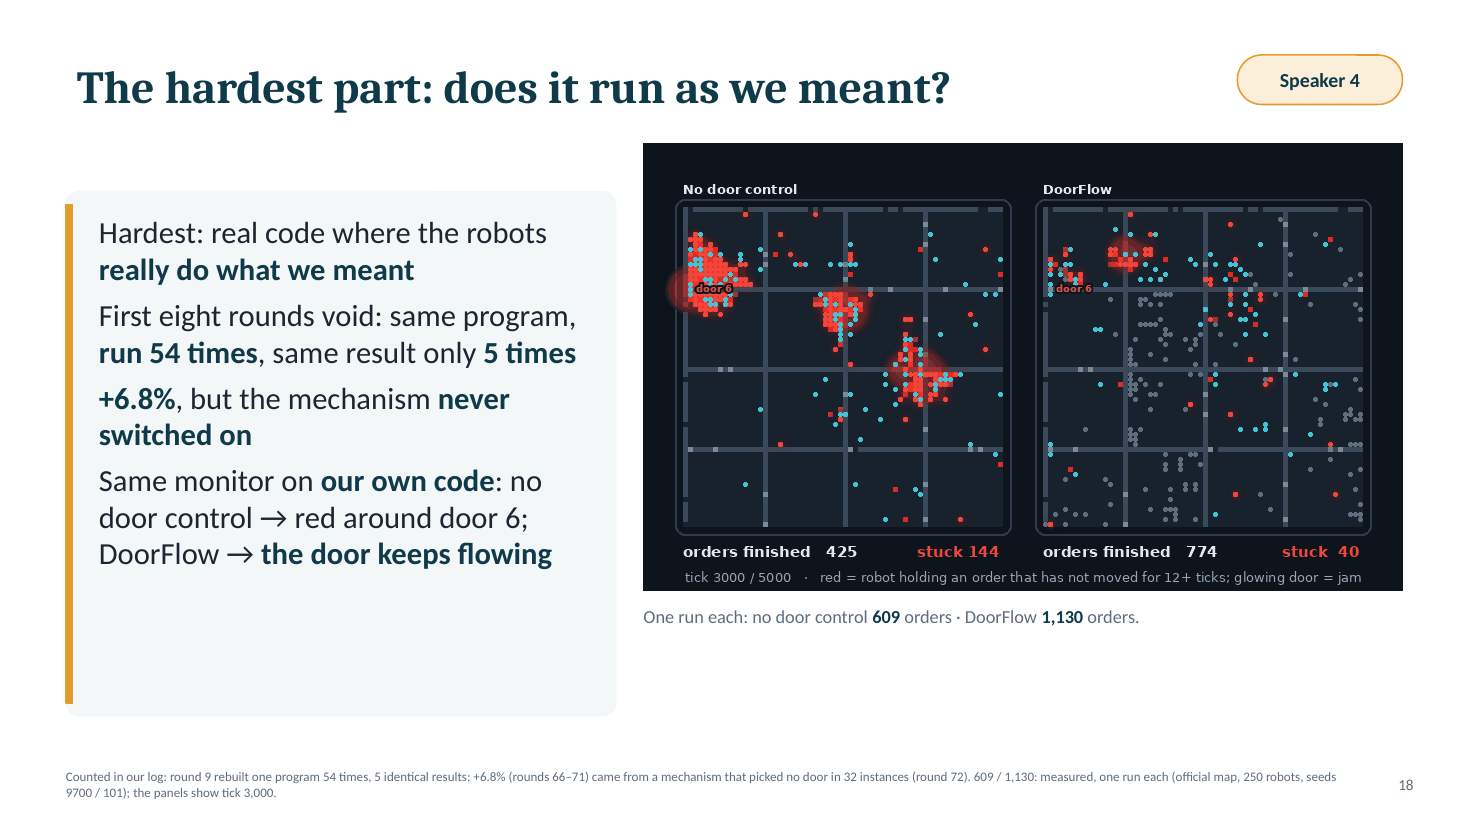 The hardest part: does it run as we meant?
Speaker 4
Hardest: real code where the robots
really do what we meant
First eight rounds void: same program,
run 54 times, same result only 5 times
+6.8%, but the mechanism never
switched on
Same monitor on our own code: no
door control → red around door 6;
DoorFlow → the door keeps flowing
No door control
door 6
orders finished 425
stuck 144
DoorFlow
door 6
orders finished 774
stuck 40
tick 3000 / 5000 · red = robot holding an order that has not moved for 12+ ticks; glowing door = jam
One run each: no door control 609 orders · DoorFlow 1,130 orders.
Counted in our log: round 9 rebuilt one program 54 times, 5 identical results; +6.8% (rounds 66–71) came from a mechanism that picked no door in 32 instances (round 72). 609 / 1,130: measured, one run each (official map, 250 robots, seeds
9700 / 101); the panels show tick 3,000.
18